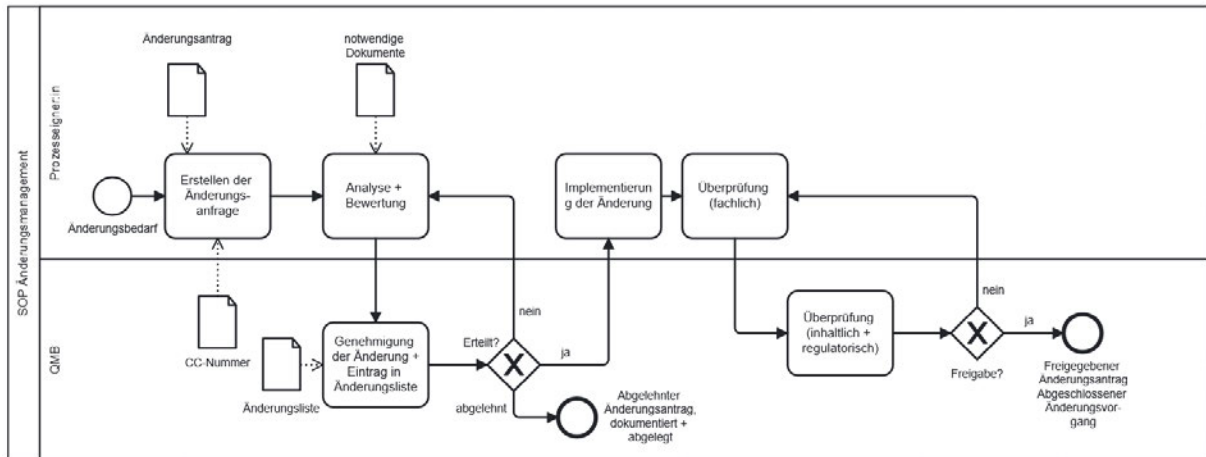 SOP Änderungsmanagement
Prozesseigner:in
Änderungsantrag
notwendige
Dokumente
Änderungsbedarf
Erstellen der
Änderungs-
anfrage
Analyse +
Bewertung
Implementierun
g der Änderung
Überprüfung
(fachlich)
QMB
CC-Nummer
Änderungsliste
Genehmigung
der Änderung +
Eintrag in
Änderungsliste
Erteilt?
nein
ja
abgelehnt
Abgelehnter
Änderungsantrag,
dokumentiert +
abgelegt
Überprüfung
(inhaltlich +
regulatorisch)
nein
ja
Freigabe?
Freigegebener
Änderungsantrag
Abgeschlossener
Änderungsvor-
gang